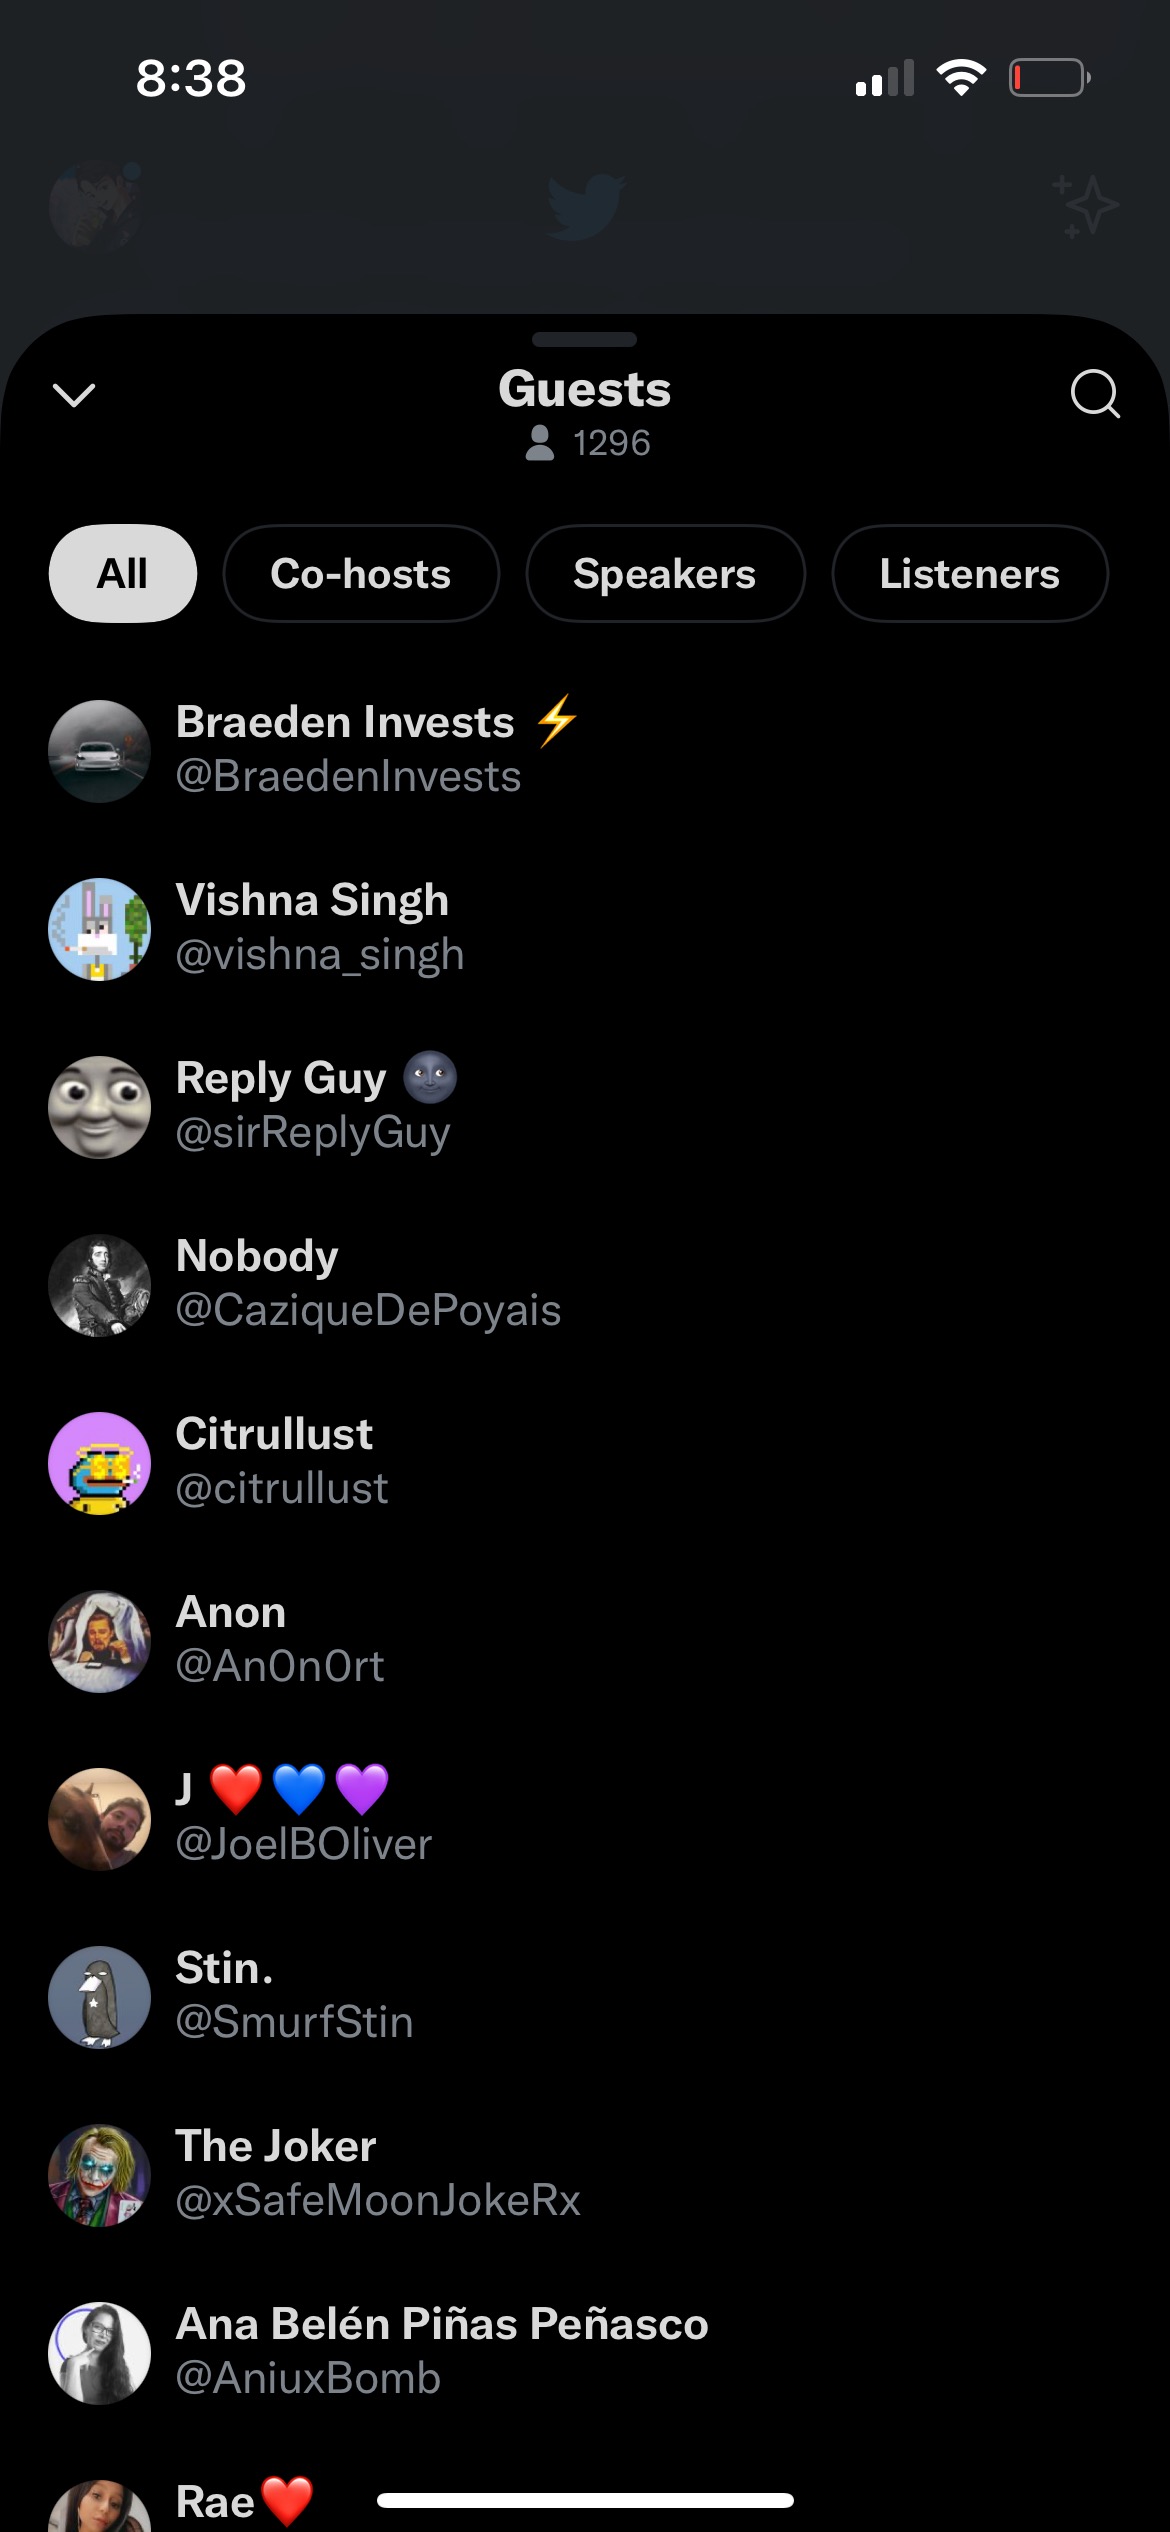 8:38
Guests
1296
All
Co-hosts
Speakers
Listeners
Braeden Invests ⚡
@BraedenInvests
Vishna Singh
@vishna_singh
Reply Guy 🌚
@sirReplyGuy
Nobody
@CaziqueDePoyais
Citrullust
@citrullust
Anon
@An0n0rt
J ❤️💙💜
@JoelBOliver
Stin.
@SmurfStin
The Joker
@xSafeMoonJokeRx
Ana Belén Piñas Peñasco
@AniuxBomb
Rae❤️